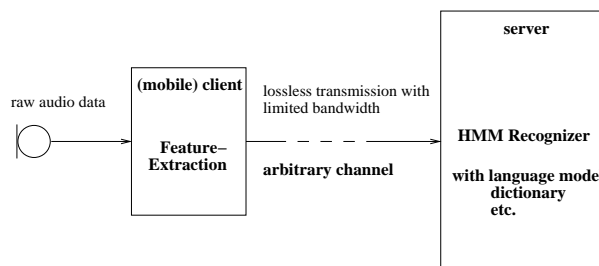 raw audio data
(mobile) client
Feature–
Extraction
lossless transmission with
limited bandwidth
arbitrary channel
server
HMM Recognizer
with language mode
dictionary
etc.